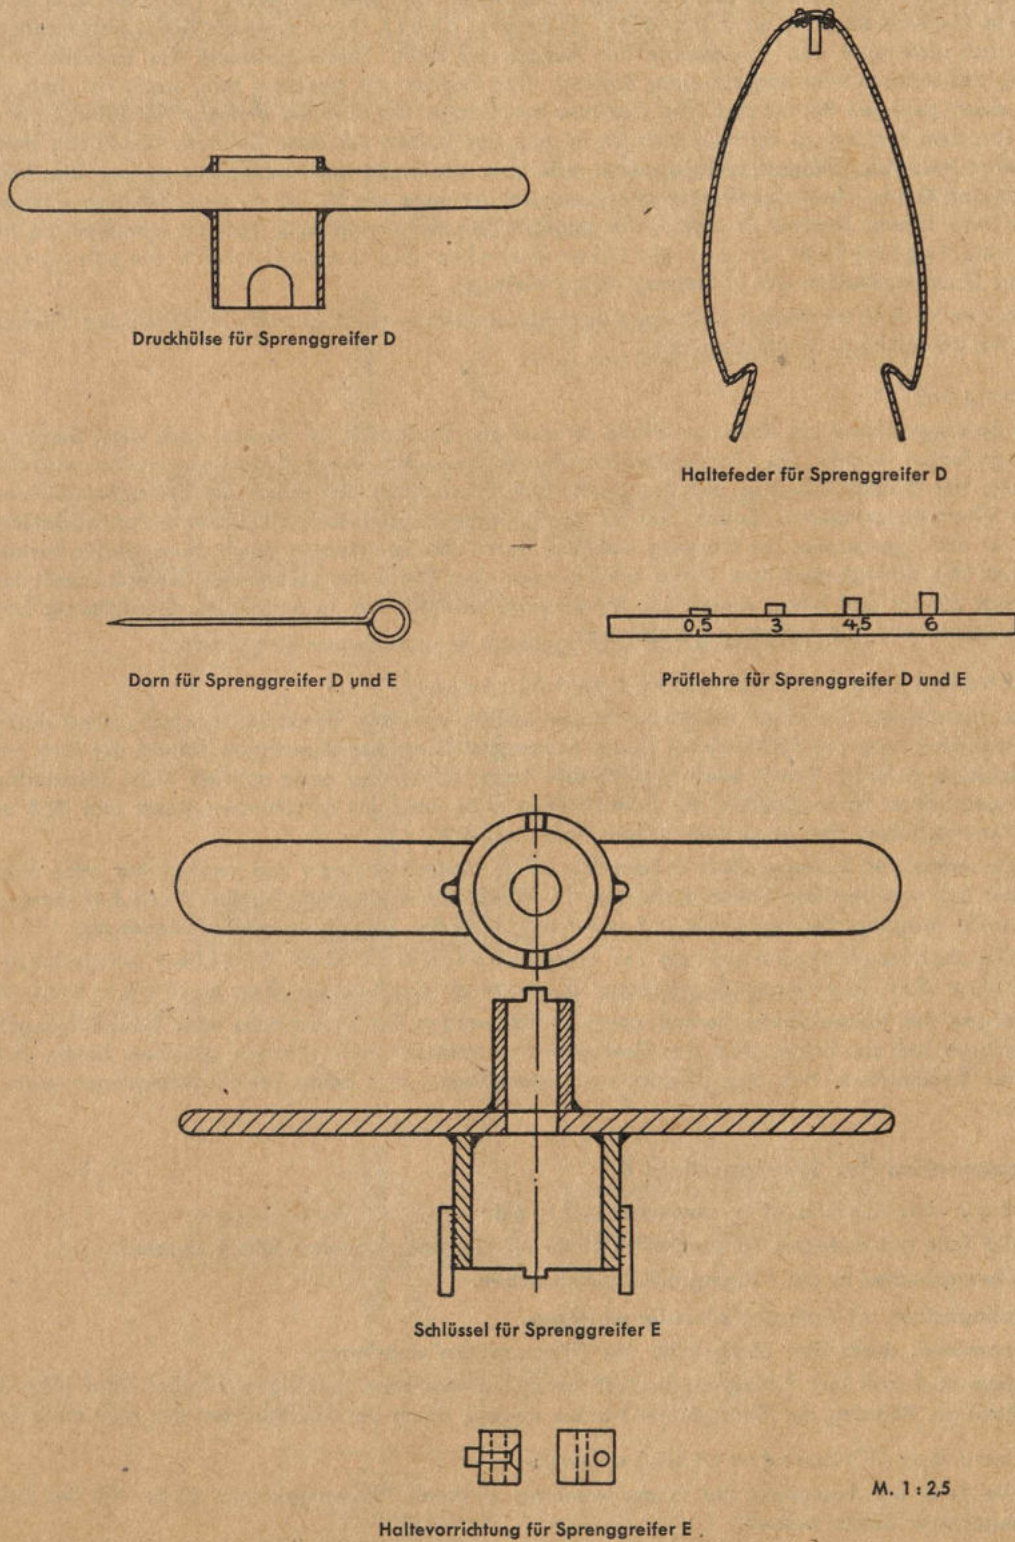 Druckhülse für Sprenggreifer D
Haltefeder für Sprenggreifer D
0,5 3 4,5 6
Dorn für Sprenggreifer D und E
Prüflehre für Sprenggreifer D und E
Schlüssel für Sprenggreifer E
M. 1 : 2,5
Haltevorrichtung für Sprenggreifer E